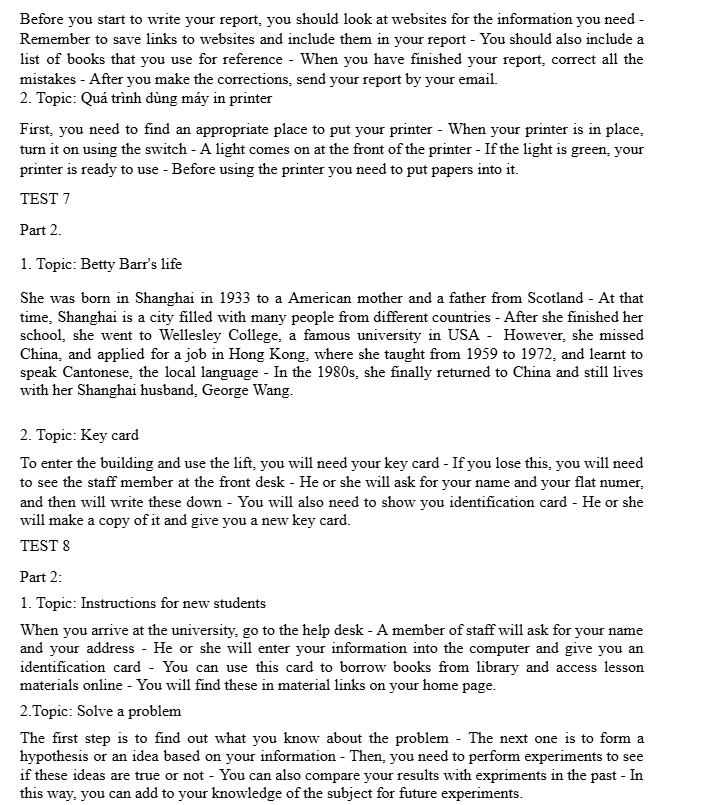 Before you start to write your report, you should look at websites for the information you need -
Remember to save links to websites and include them in your report - You should also include a
list of books that you use for reference - When you have finished your report, correct all the
mistakes - After you make the corrections, send your report by your email.
2. Topic: Quá trình dùng máy in printer
First, you need to find an appropriate place to put your printer - When your printer is in place,
turn it on using the switch - A light comes on at the front of the printer - If the light is green, your
printer is ready to use - Before using the printer you need to put papers into it.
TEST 7
Part 2.
1. Topic: Betty Barr's life
She was born in Shanghai in 1933 to a American mother and a father from Scotland - At that
time, Shanghai is a city filled with many people from different countries - After she finished her
school, she went to Wellesley College, a famous university in USA - However, she missed
China, and applied for a job in Hong Kong, where she taught from 1959 to 1972, and learnt to
speak Cantonese, the local language - In the 1980s, she finally returned to China and still lives
with her Shanghai husband, George Wang.
2. Topic: Key card
To enter the building and use the lift, you will need your key card - If you lose this, you will need
to see the staff member at the front desk - He or she will ask for your name and your flat numer,
and then will write these down - You will also need to show you identification card - He or she
will make a copy of it and give you a new key card.
TEST 8
Part 2:
1. Topic: Instructions for new students
When you arrive at the university, go to the help desk - A member of staff will ask for your name
and your address - He or she will enter your information into the computer and give you an
identification card - You can use this card to borrow books from library and access lesson
materials online - You will find these in material links on your home page.
2.Topic: Solve a problem
The first step is to find out what you know about the problem - The next one is to form a
hypothesis or an idea based on your information - Then, you need to perform experiments to see
if these ideas are true or not - You can also compare your results with expriments in the past - In
this way, you can add to your knowledge of the subject for future experiments.